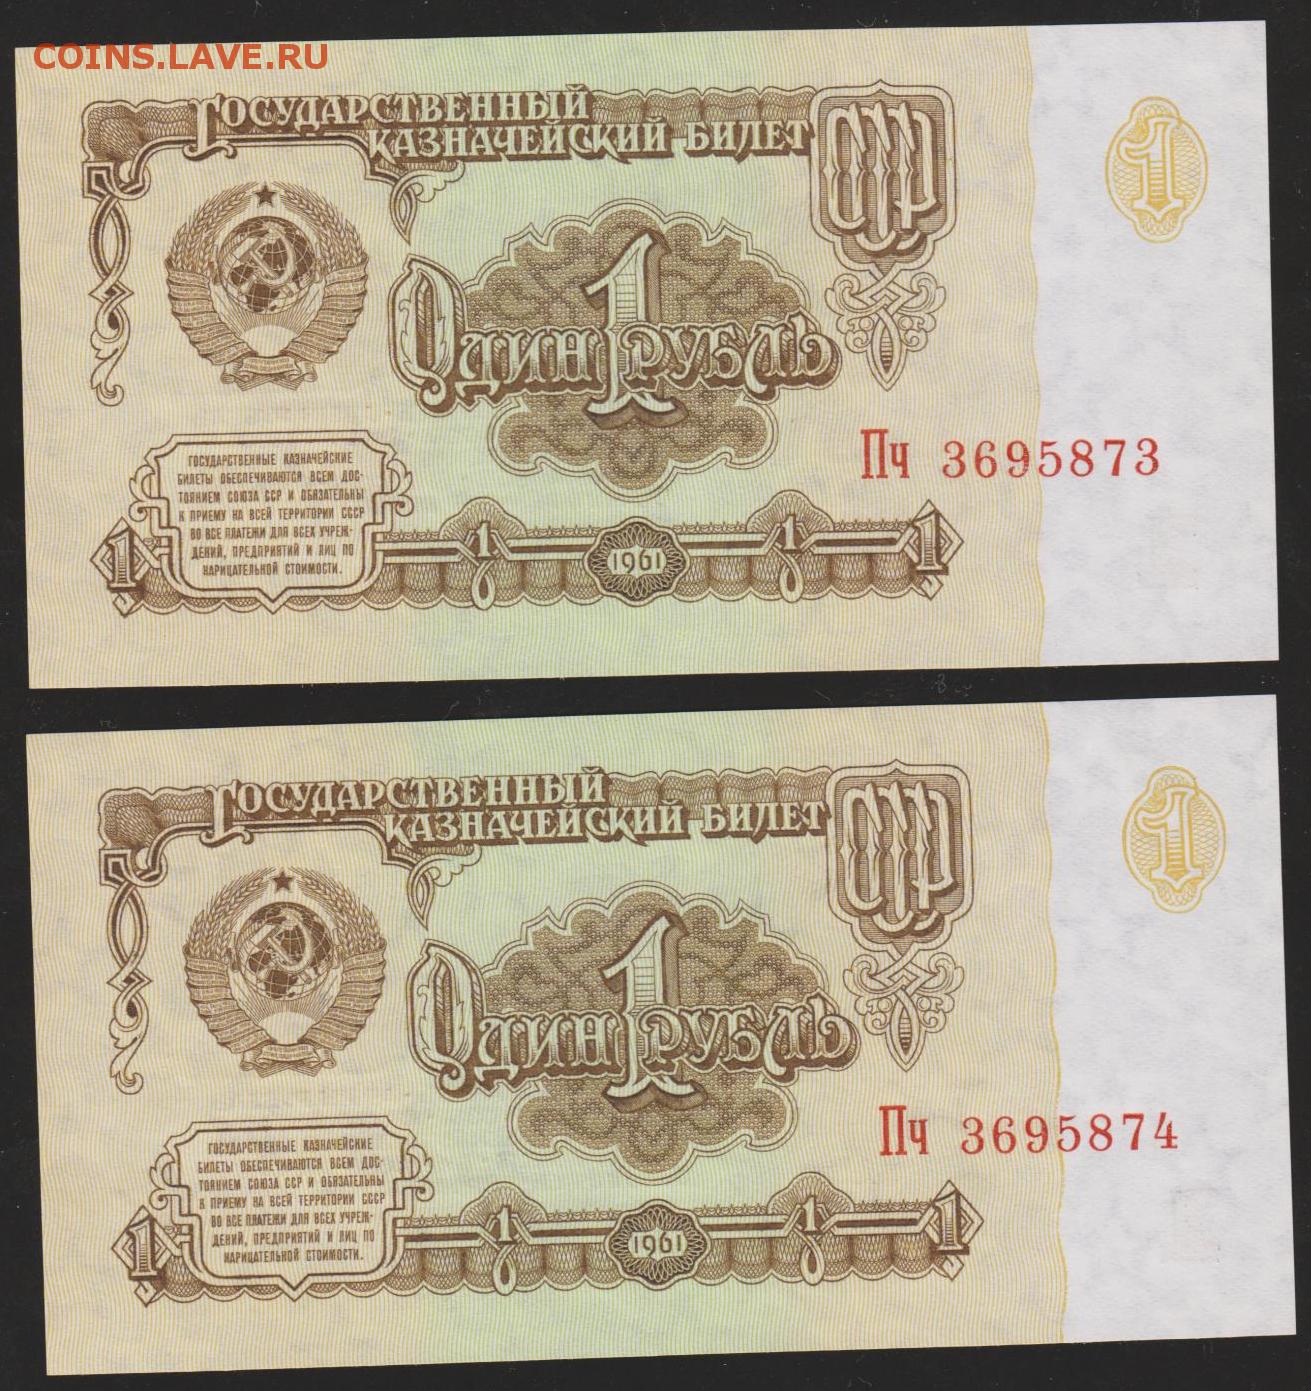 COINS.LAVE.RU
ГОСУДАРСТВЕННЫЙ
КАЗНАЧЕЙСКИЙ БИЛЕТ
СССР
1
1
ОДИН РУБЛЬ
Пч 3695873
ГОСУДАРСТВЕННЫЕ КАЗНАЧЕЙСКИЕ
БИЛЕТЫ ОБЕСПЕЧИВАЮТСЯ ВСЕМ ДОС-
ТОЯНИЕМ СОЮЗА ССР И ОБЯЗАТЕЛЬНЫ
К ПРИЕМУ НА ВСЕЙ ТЕРРИТОРИИ СССР
ВО ВСЕ ПЛАТЕЖИ ДЛЯ ВСЕХ УЧРЕЖ-
ДЕНИЙ, ПРЕДПРИЯТИЙ И ЛИЦ ПО
НАРИЦАТЕЛЬНОЙ СТОИМОСТИ.
1 1 1961 1 1
ГОСУДАРСТВЕННЫЙ
КАЗНАЧЕЙСКИЙ БИЛЕТ
СССР
1
1
ОДИН РУБЛЬ
Пч 3695874
ГОСУДАРСТВЕННЫЕ КАЗНАЧЕЙСКИЕ
БИЛЕТЫ ОБЕСПЕЧИВАЮТСЯ ВСЕМ ДОС-
ТОЯНИЕМ СОЮЗА ССР И ОБЯЗАТЕЛЬНЫ
К ПРИЕМУ НА ВСЕЙ ТЕРРИТОРИИ СССР
ВО ВСЕ ПЛАТЕЖИ ДЛЯ ВСЕХ УЧРЕЖ-
ДЕНИЙ, ПРЕДПРИЯТИЙ И ЛИЦ ПО
НАРИЦАТЕЛЬНОЙ СТОИМОСТИ.
1 1 1961 1 1